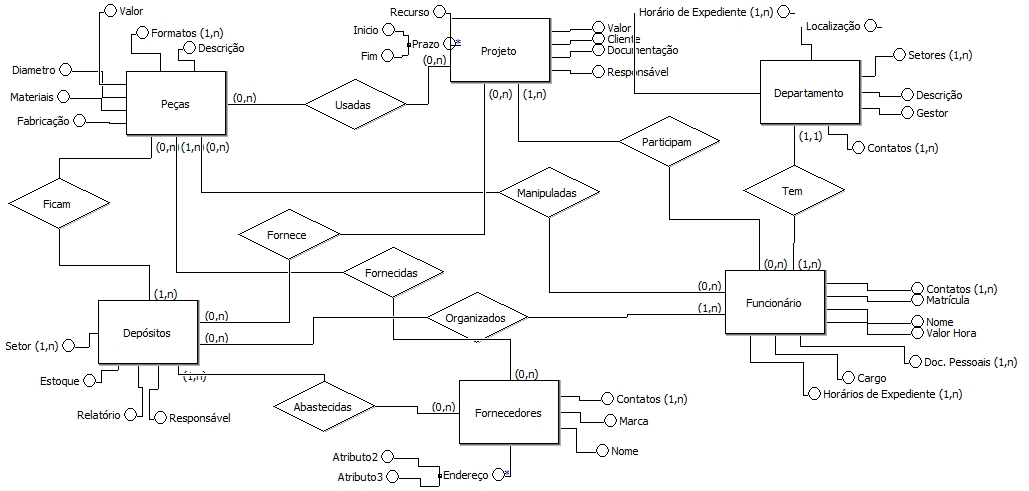 Valor
Recurso
Horário de Expediente (1,n)
Formatos (1,n)
Inicio
Valor
Localização
Descrição
Prazo
*
Cliente
Documentação
Projeto
Fim
(0,n)
Setores (1,n)
Diametro
Responsável
Materiais
Peças
(0,n)
Usadas
(0,n)
(1,n)
Departamento
Descrição
Fabricação
Gestor
(1,1)
(0,n)
(1,n)
(0,n)
Participam
Contatos (1,n)
Ficam
Manipuladas
Tem
Fornece
Fornecidas
(0,n)
(1,n)
(1,n)
(0,n)
Contatos (1,n)
Matrícula
Funcionário
(0,n)
(1,n)
Organizados
Nome
Valor Hora
Depósitos
Setor (1,n)
(0,n)
Doc. Pessoais (1,n)
Estoque
(1,n)
(0,n)
Cargo
Horários de Expediente (1,n)
Relatório
Responsável
Abastecidas
(0,n)
Fornecedores
Contatos (1,n)
Marca
Nome
Atributo2
Atributo3
Endereço
*